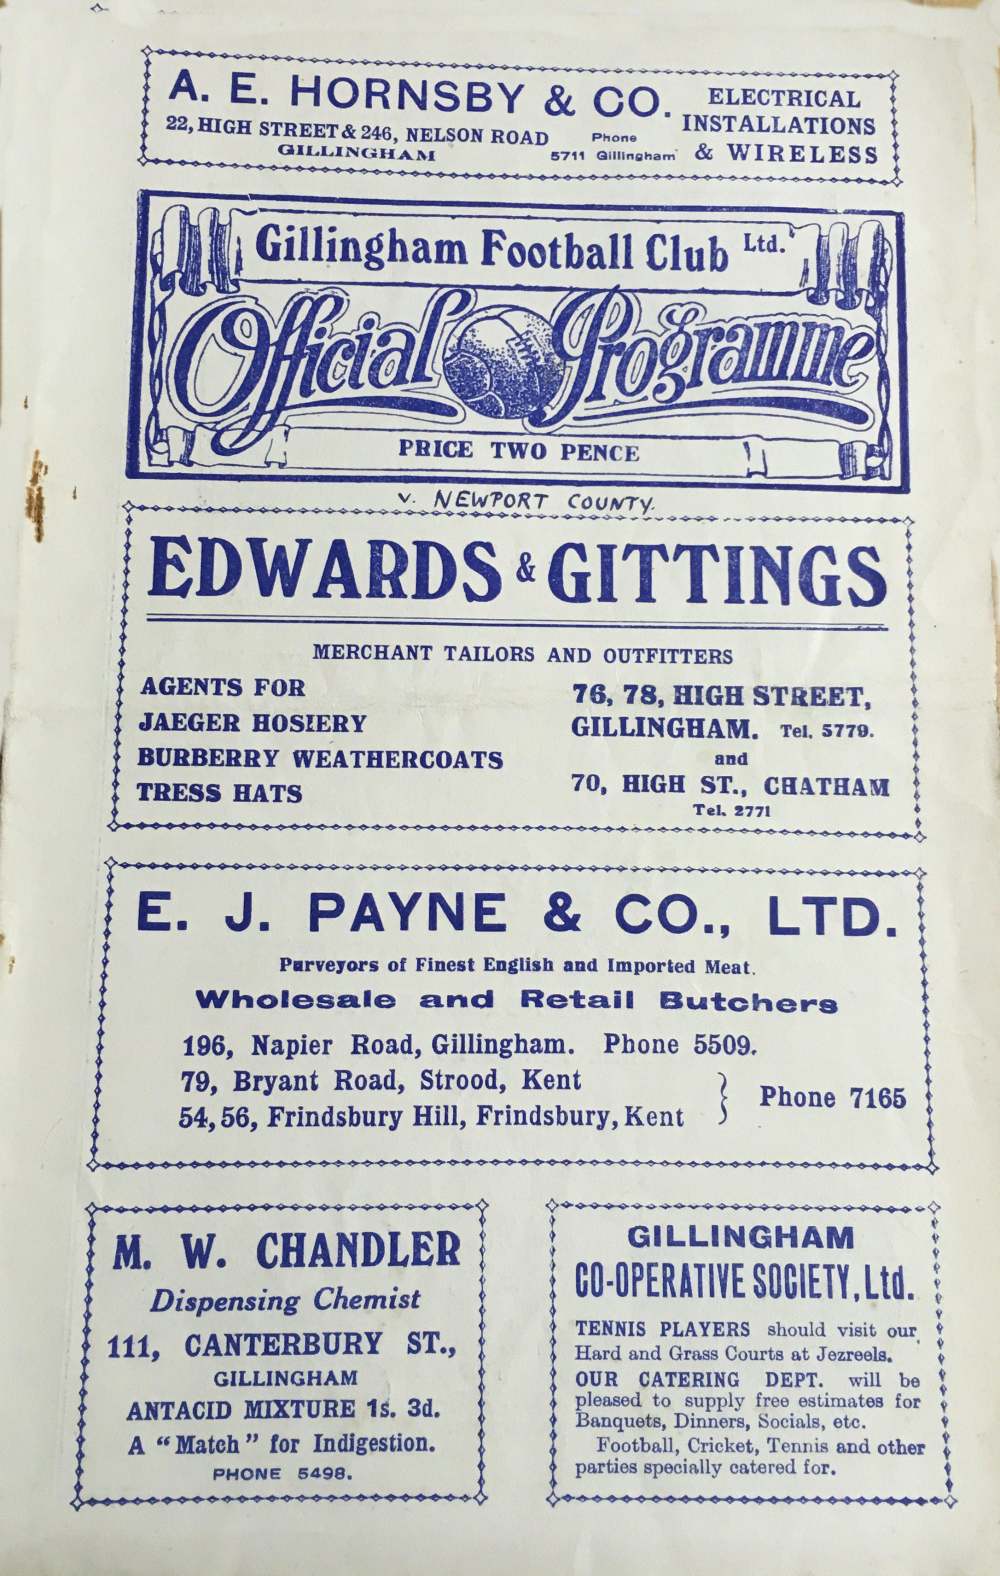 A. E. HORNSBY & CO.
22, HIGH STREET & 246, NELSON ROAD
GILLINGHAM
Phone
5711 Gillingham
ELECTRICAL
INSTALLATIONS
& WIRELESS
Gillingham Football Club Ltd.
Official Programme
PRICE TWO PENCE
v. NEWPORT COUNTY.
EDWARDS & GITTINGS
MERCHANT TAILORS AND OUTFITTERS
AGENTS FOR
JAEGER HOSIERY
BURBERRY WEATHERCOATS
TRESS HATS
76, 78, HIGH STREET,
GILLINGHAM. Tel. 5779.
and
70, HIGH ST., CHATHAM
Tel. 2771
E. J. PAYNE & CO., LTD.
Purveyors of Finest English and Imported Meat.
Wholesale and Retail Butchers
196, Napier Road, Gillingham. Phone 5509.
79, Bryant Road, Strood, Kent
54, 56, Frindsbury Hill, Frindsbury, Kent
Phone 7165
M. W. CHANDLER
Dispensing Chemist
111, CANTERBURY ST.,
GILLINGHAM
ANTACID MIXTURE 1s. 3d.
A "Match" for Indigestion.
PHONE 5498.
GILLINGHAM
CO-OPERATIVE SOCIETY, Ltd.
TENNIS PLAYERS should visit our
Hard and Grass Courts at Jezreels.
OUR CATERING DEPT. will be
pleased to supply free estimates for
Banquets, Dinners, Socials, etc.
Football, Cricket, Tennis and other
parties specially catered for.